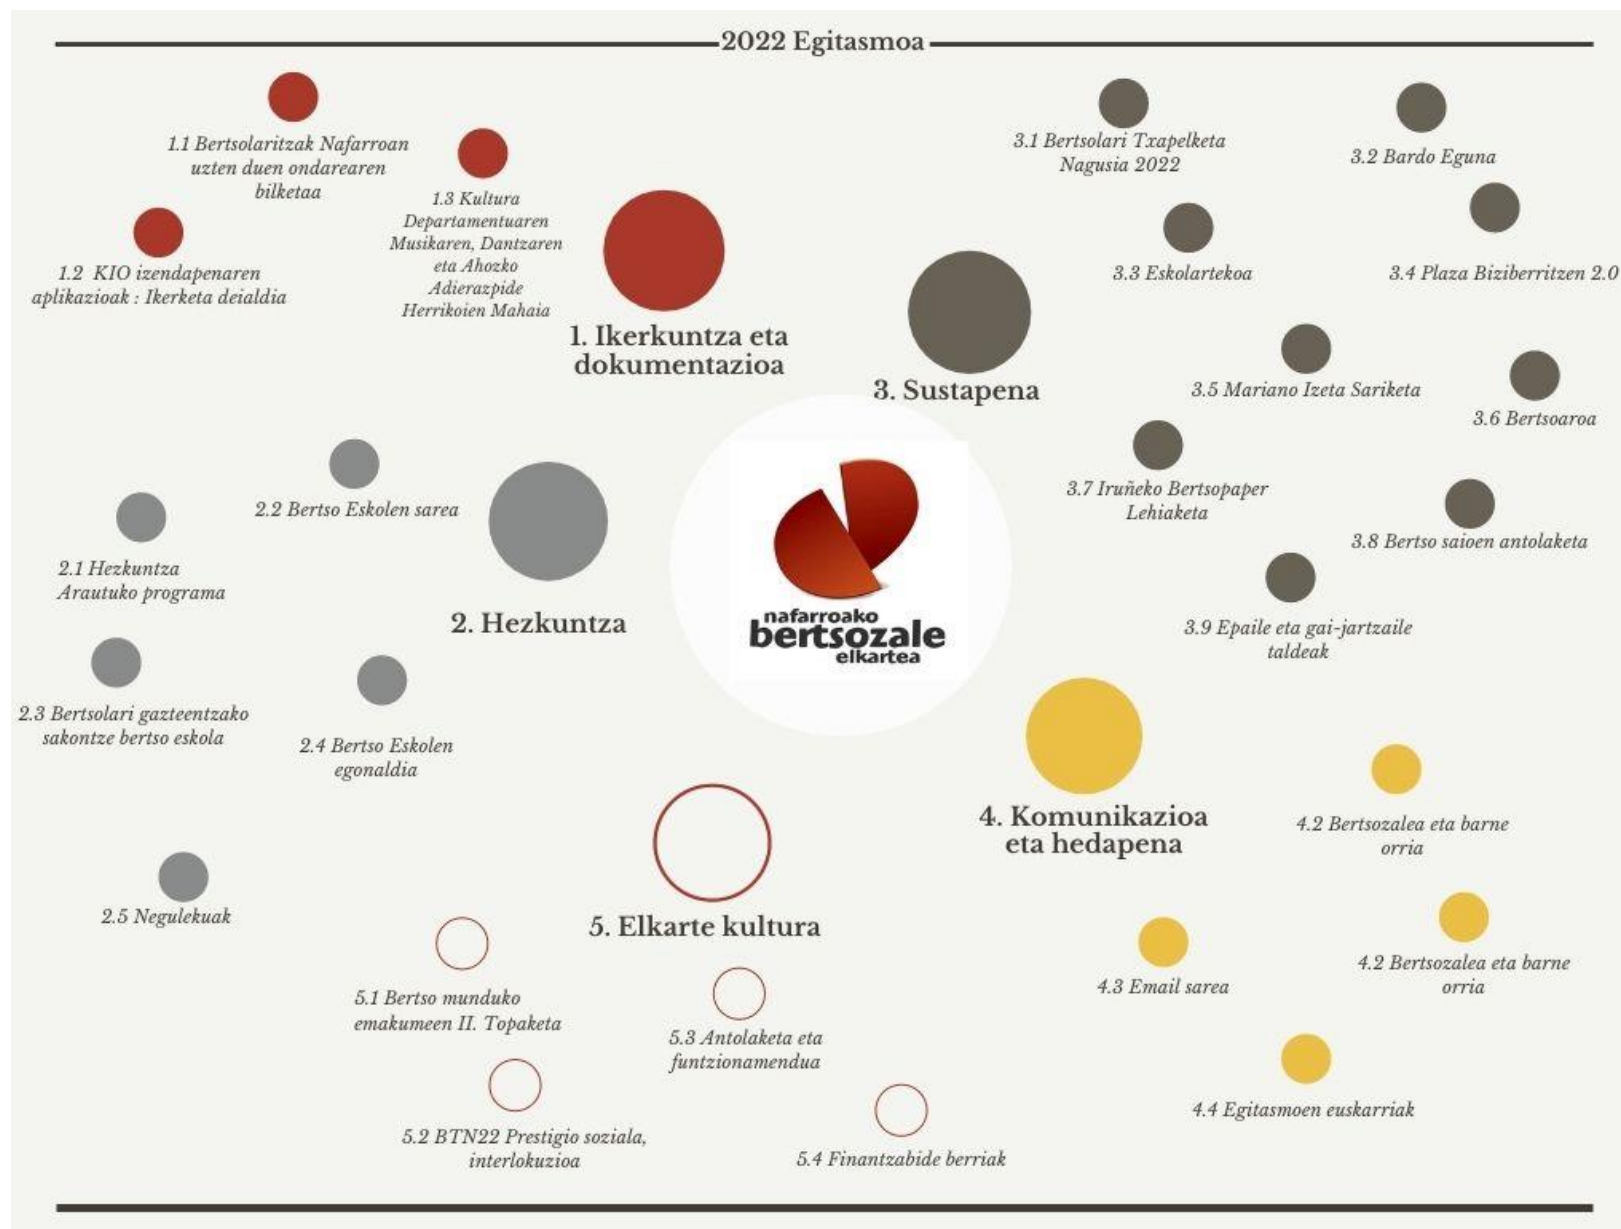 2022 Egitasmoa
1.1 Bertsolaritzak Nafarroan
uzten duen ondarearen
bilketaa
1.2 KIO izendapenaren
aplikazioak : Ikerketa deialdia
1.3 Kultura
Departamentuaren
Musikaren, Dantzaren
eta Ahozko
Adierazpide
Herrikoien Mahaia
1. Ikerkuntza eta
dokumentazioa
2.2 Bertso Eskolen sarea
2.1 Hezkuntza
Arautuko programa
2. Hezkuntza
2.3 Bertsolari gazteentzako
sakontze bertso eskola
2.4 Bertso Eskolen
egonaldia
2.5 Negulekuak
3.1 Bertsolari Txapelketa
Nagusia 2022
3.2 Bardo Eguna
3.3 Eskolartekoa
3.4 Plaza Biziberritzen 2.0
3. Sustapena
3.5 Mariano Izeta Sariketa
3.6 Bertsoaroa
3.7 Iruñeko Bertsopaper
Lehiaketa
3.8 Bertso saioen antolaketa
3.9 Epaile eta gai-jartzaile
taldeak
nafarroako
bertsozale
elkartea
4. Komunikazioa
eta hedapena
4.2 Bertsozalea eta barne
orria
4.3 Email sarea
4.2 Bertsozalea eta barne
orria
4.4 Egitasmoen euskarriak
5. Elkarte kultura
5.1 Bertso munduko
emakumeen II. Topaketa
5.3 Antolaketa eta
funtzionamendua
5.2 BTN22 Prestigio soziala,
interlokuzioa
5.4 Finantzabide berriak